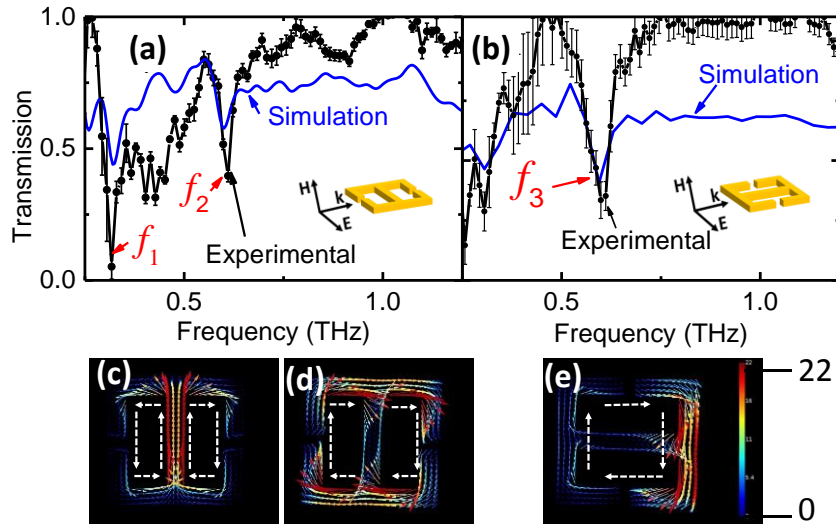 (a)
(b)
1.0
0.5
0.0
Transmission
Simulation
Simulation
f1
f2
f3
H
k
E
H
k
E
Experimental
Experimental
0.5
1.0
0.5
1.0
Frequency (THz)
Frequency (THz)
(c)
(d)
(e)
22
0